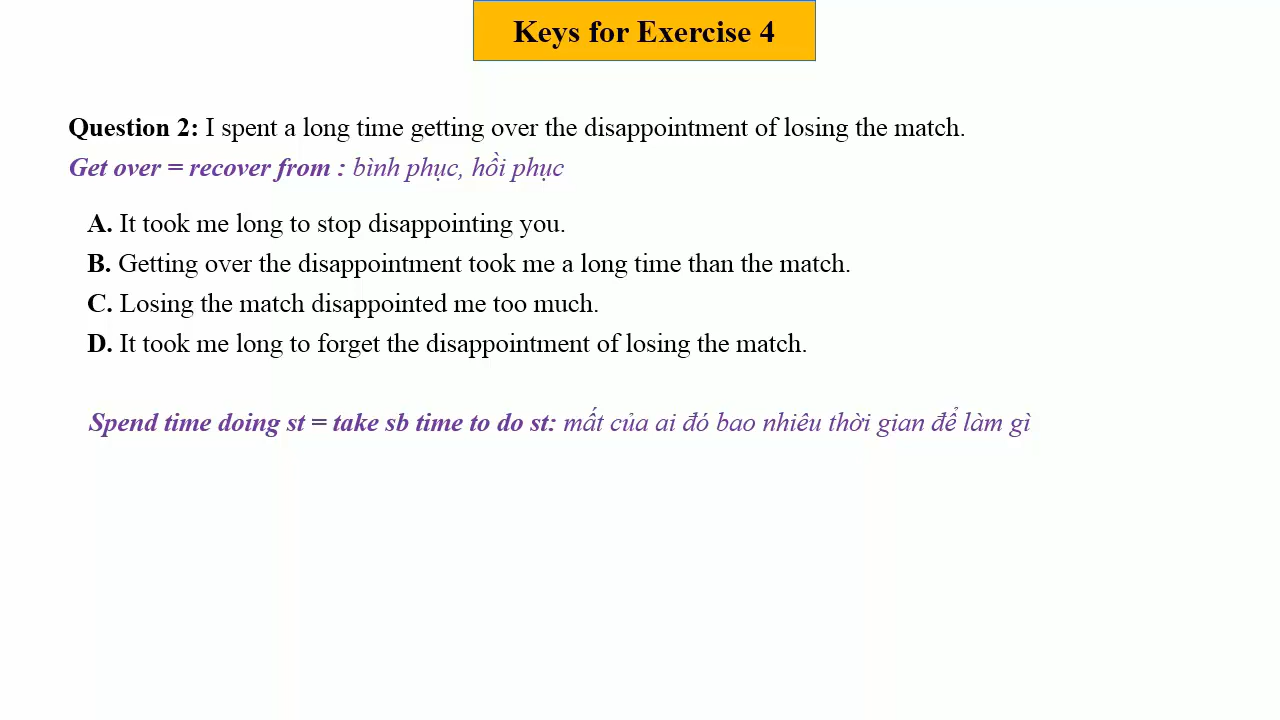 Keys for Exercise 4
Question 2: I spent a long time getting over the disappointment of losing the match.
Get over = recover from : bình phục, hồi phục
A. It took me long to stop disappointing you.
B. Getting over the disappointment took me a long time than the match.
C. Losing the match disappointed me too much.
D. It took me long to forget the disappointment of losing the match.
Spend time doing st = take sb time to do st: mất của ai đó bao nhiêu thời gian để làm gì